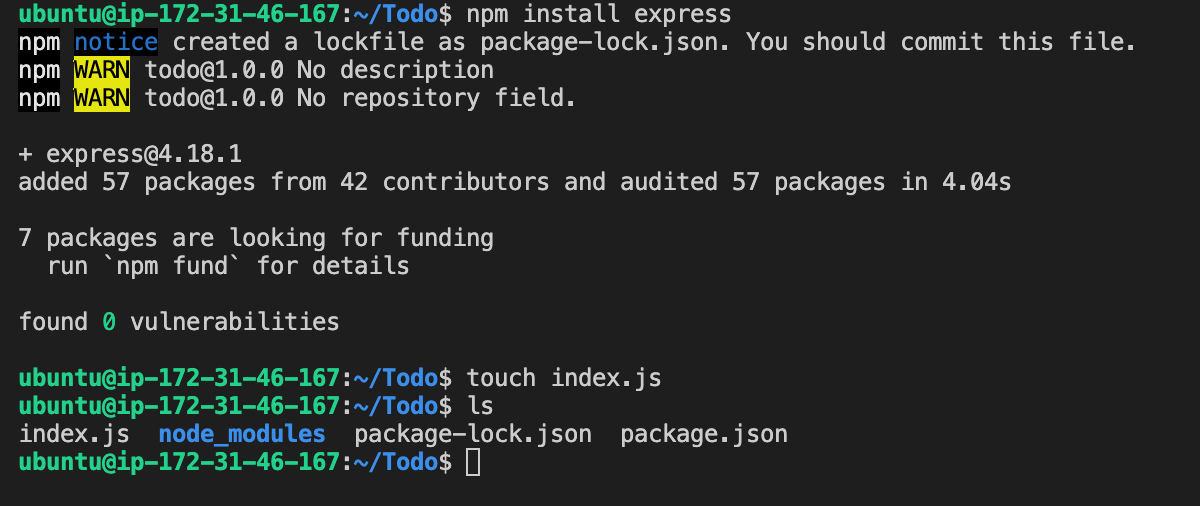 ubuntu@ip-172-31-46-167:~/Todo$ npm install express
npm notice created a lockfile as package-lock.json. You should commit this file.
npm WARN todo@1.0.0 No description
npm WARN todo@1.0.0 No repository field.
+ express@4.18.1
added 57 packages from 42 contributors and audited 57 packages in 4.04s
7 packages are looking for funding
  run `npm fund` for details
found 0 vulnerabilities
ubuntu@ip-172-31-46-167:~/Todo$ touch index.js
ubuntu@ip-172-31-46-167:~/Todo$ ls
index.js  node_modules  package-lock.json  package.json
ubuntu@ip-172-31-46-167:~/Todo$